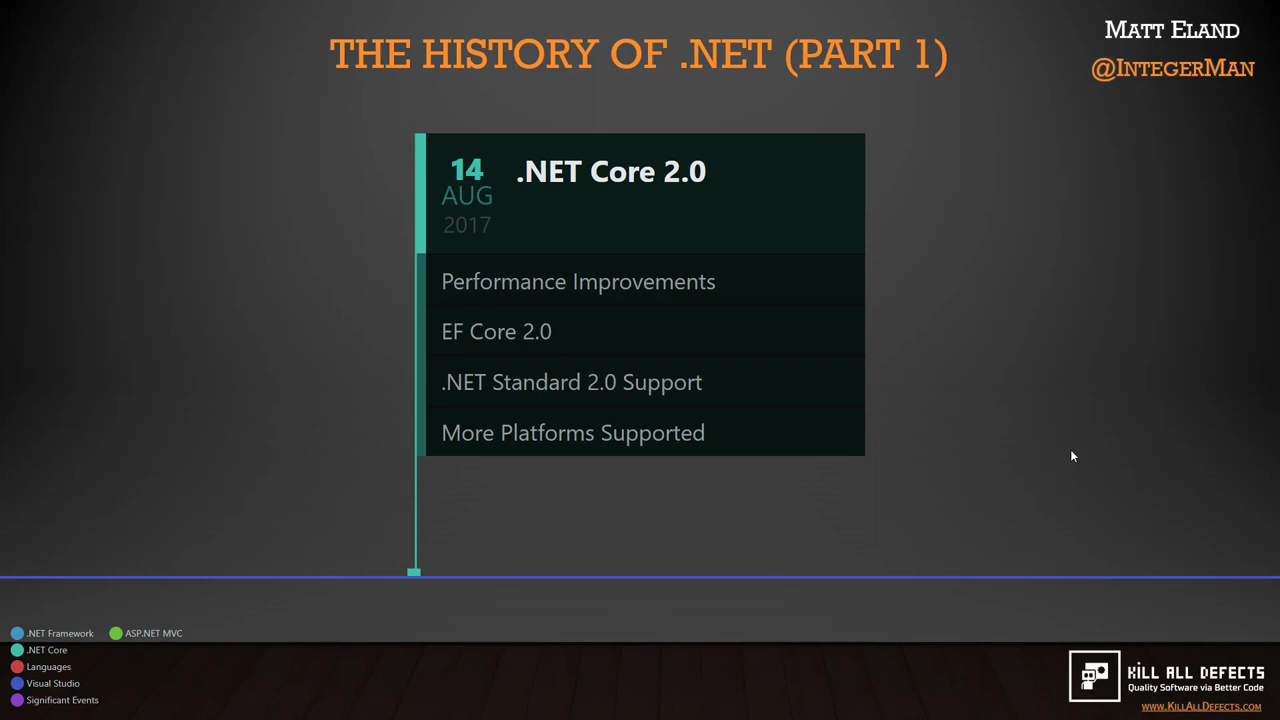 THE HISTORY OF .NET (PART 1)
MATT ELAND
@INTEGERMAN
14
AUG
2017
.NET Core 2.0
Performance Improvements
EF Core 2.0
.NET Standard 2.0 Support
More Platforms Supported
.NET Framework
ASP.NET MVC
.NET Core
Languages
Visual Studio
Significant Events
KILL ALL DEFECTS
Quality Software via Better Code
WWW.KILLALLDEFECTS.COM